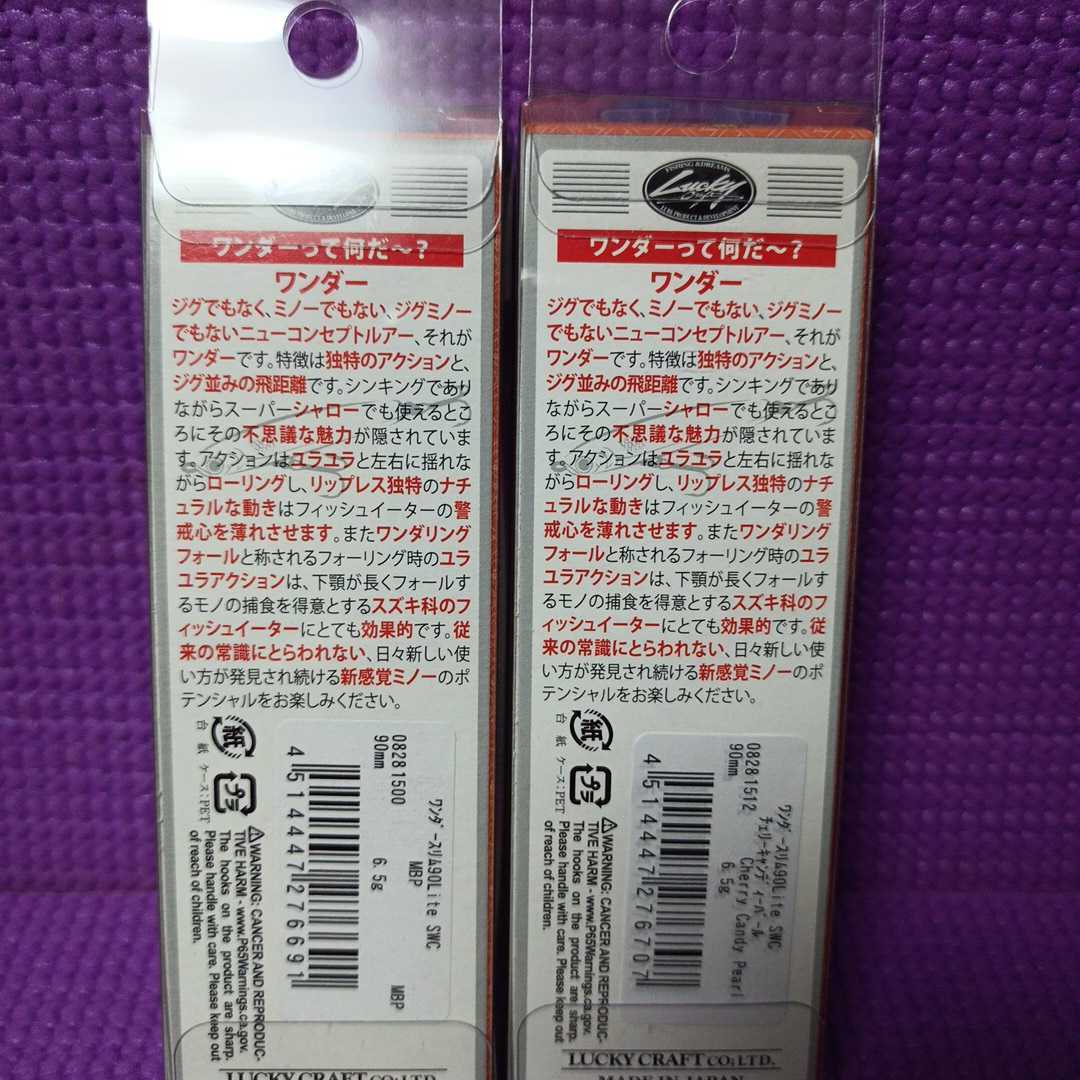 ワンダーって何だ～？
ワンダー
ジグでもなく、ミノーでもない、ジグミノー
でもないニューコンセプトルアー、それが
ワンダーです。特徴は独特のアクションと、
ジグ並みの飛距離です。シンキングであり
ながらスーパーシャローでも使えるとこ
ろにその不思議な魅力が隠されていま
す。アクションはユラユラと左右に揺れな
がらローリングし、リップレス独特のナチ
ュラルな動きはフィッシュイーターの警
戒心を薄れさせます。またワンダリング
フォールと称されるフォーリング時のユラ
ユラアクションは、下顎が長くフォールす
るモノの捕食を得意とするスズキ科のフ
ィッシュイーターにとても効果的です。従
来の常識にとらわれない、日々新しい使
い方が発見され続ける新感覚ミノーのポ
テンシャルをお楽しみください。
紙
台紙 ケース:PET
プラ
ワンダースリム90Lite SWC
MBP
MBP
0828 1500
90mm
6.5g
4 514447 276691
⚠WARNING: CANCER AND REPRODUC-
TIVE HARM - www.P65Warnings.ca.gov.
The hooks on the product are sharp.
Please handle with care. Please keep out
of reach of children.
LUCKY CRAFT CO; LTD.
FISHING & DREAMS
Lucky Craft
LURE PRODUCT & DEVELOPMENT
ワンダーって何だ～？
ワンダー
ジグでもなく、ミノーでもない、ジグミノー
でもないニューコンセプトルアー、それが
ワンダーです。特徴は独特のアクションと、
ジグ並みの飛距離です。シンキングであり
ながらスーパーシャローでも使えるとこ
ろにその不思議な魅力が隠されていま
す。アクションはユラユラと左右に揺れな
がらローリングし、リップレス独特のナチ
ュラルな動きはフィッシュイーターの警
戒心を薄れさせます。またワンダリング
フォールと称されるフォーリング時のユラ
ユラアクションは、下顎が長くフォールす
るモノの捕食を得意とするスズキ科のフ
ィッシュイーターにとても効果的です。従
来の常識にとらわれない、日々新しい使
い方が発見され続ける新感覚ミノーのポ
テンシャルをお楽しみください。
紙
台紙 ケース:PET
プラ
ワンダースリム90Lite SWC
チェリーキャンディーパール
Cherry Candy Pearl
0828 1512
90mm
6.5g
4 514447 276707
⚠WARNING: CANCER AND REPRODUC-
TIVE HARM - www.P65Warnings.ca.gov.
The hooks on the product are sharp.
Please handle with care. Please keep out
of reach of children.
LUCKY CRAFT CO; LTD.
MADE IN JAPAN